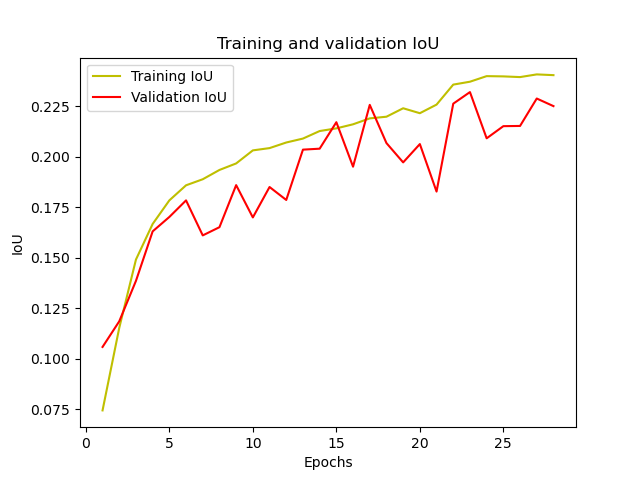 Training and validation IoU
Training IoU
Validation IoU
0.225
0.200
0.175
0.150
0.125
0.100
0.075
IoU
0 5 10 15 20 25
Epochs